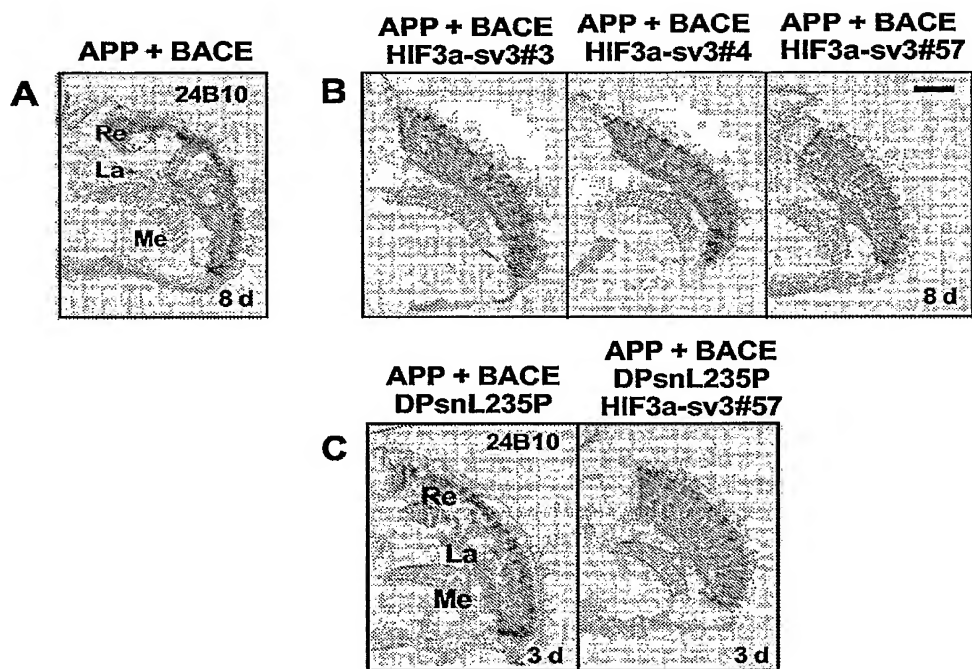 A
APP + BACE
24B10
Re
La
Me
8 d
B
APP + BACE
HIF3a-sv3#3
APP + BACE
HIF3a-sv3#4
APP + BACE
HIF3a-sv3#57
8 d
C
APP + BACE
DPsnL235P
24B10
Re
La
Me
3 d
APP + BACE
DPsnL235P
HIF3a-sv3#57
3 d